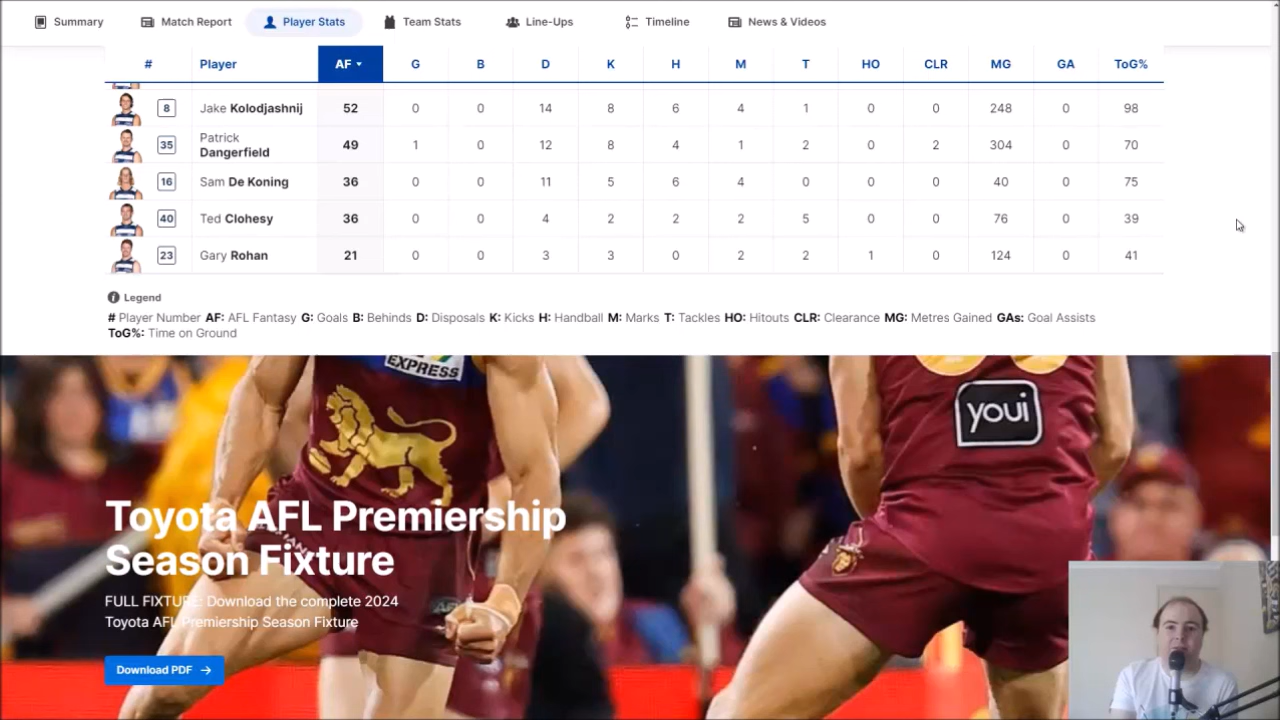 Summary Match Report Player Stats Team Stats Line-Ups Timeline News & Videos
# Player AF G B D K H M T HO CLR MG GA ToG%
8 Jake Kolodjashnij 52 0 0 14 8 6 4 1 0 0 248 0 98
35 Patrick Dangerfield 49 1 0 12 8 4 1 2 0 2 304 0 70
16 Sam De Koning 36 0 0 11 5 6 4 0 0 0 40 0 75
40 Ted Clohesy 36 0 0 4 2 2 2 5 0 0 76 0 39
23 Gary Rohan 21 0 0 3 3 0 2 2 1 0 124 0 41
Legend
# Player Number AF: AFL Fantasy G: Goals B: Behinds D: Disposals K: Kicks H: Handball M: Marks T: Tackles HO: Hitouts CLR: Clearance MG: Metres Gained GAs: Goal Assists
ToG%: Time on Ground
EXPRESS
youi
Toyota AFL Premiership
Season Fixture
FULL FIXTURE: Download the complete 2024
Toyota AFL Premiership Season Fixture
Download PDF